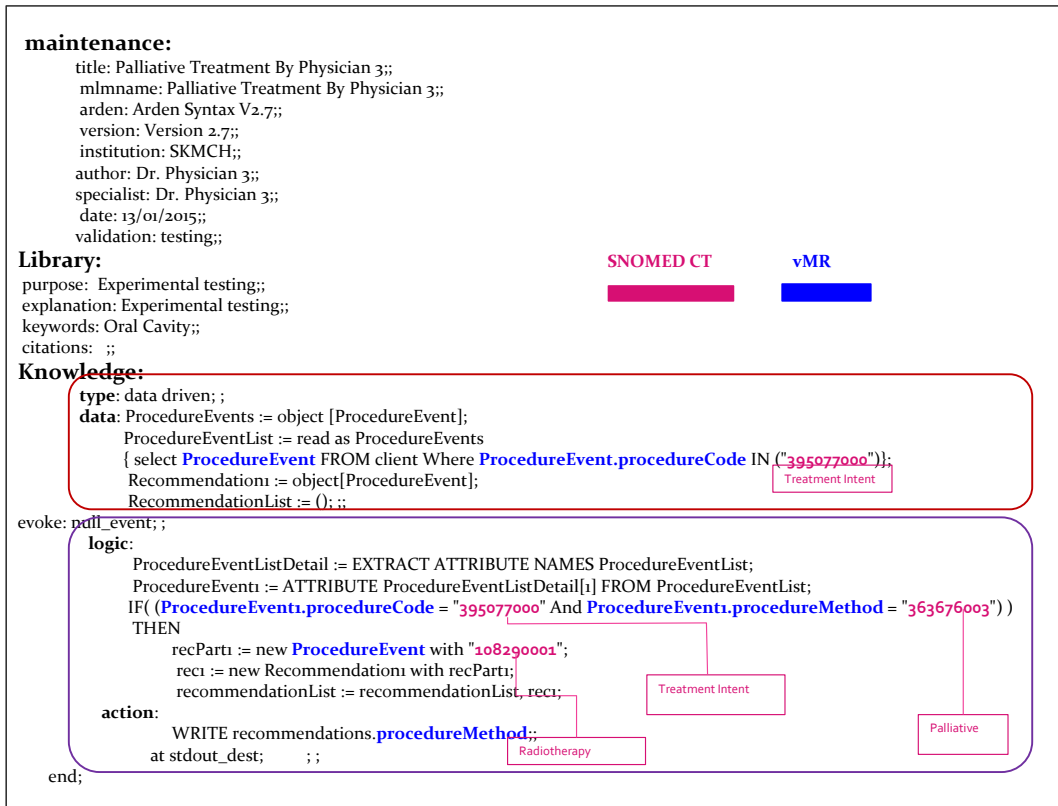 maintenance:
title: Palliative Treatment By Physician 3;;
mlmname: Palliative Treatment By Physician 3;;
arden: Arden Syntax V2.7;;
version: Version 2.7;;
institution: SKMCH;;
author: Dr. Physician 3;;
specialist: Dr. Physician 3;;
date: 13/01/2015;;
validation: testing;;
Library:
SNOMED CT vMR
purpose: Experimental testing;;
explanation: Experimental testing;;
keywords: Oral Cavity;;
citations: ;;
Knowledge:
type: data driven; ;
data: ProcedureEvents := object [ProcedureEvent];
ProcedureEventList := read as ProcedureEvents
{ select ProcedureEvent FROM client Where ProcedureEvent.procedureCode IN ("395077000")};
Treatment Intent
Recommendation1 := object[ProcedureEvent];
RecommendationList := (); ;;
evoke: null_event; ;
logic:
ProcedureEventListDetail := EXTRACT ATTRIBUTE NAMES ProcedureEventList;
ProcedureEvent1 := ATTRIBUTE ProcedureEventListDetail[1] FROM ProcedureEventList;
IF( (ProcedureEvent1.procedureCode = "395077000" And ProcedureEvent1.procedureMethod = "363676003") )
THEN
recPart1 := new ProcedureEvent with "108290001";
rec1 := new Recommendation1 with recPart1;
recommendationList := recommendationList, rec1;
Treatment Intent
action:
WRITE recommendations.procedureMethod;;
Palliative
Radiotherapy
at stdout_dest; ; ;
end;